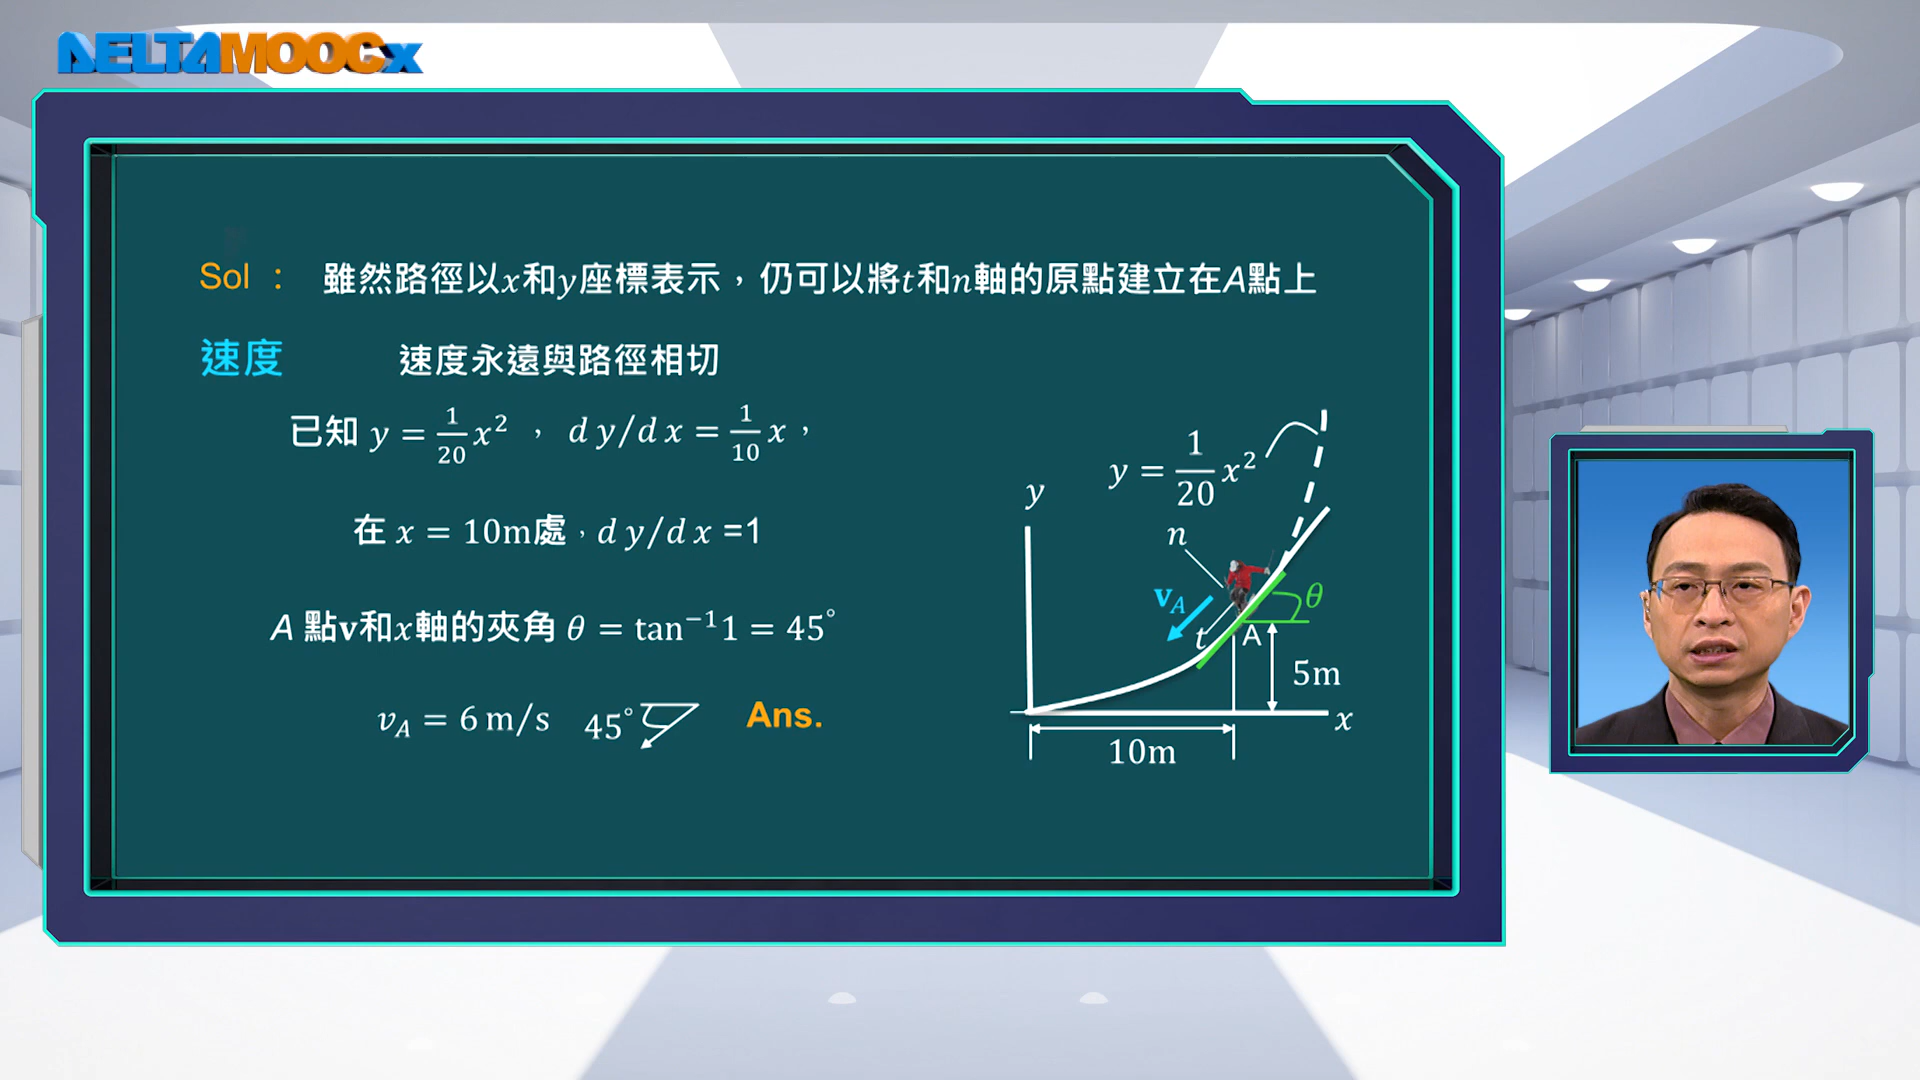 DELTAMOOCx
Sol : 雖然路徑以x和y座標表示，仍可以將t和n軸的原點建立在A點上
速度 速度永遠與路徑相切
已知 y = 1/20 x² ， d y/d x = 1/10 x，
在 x = 10m處，d y/d x =1
A 點v和x軸的夾角 θ = tan⁻¹1 = 45°
v_A = 6 m/s 45° Ans.
y = 1/20 x²
y
n
v_A
t
A
θ
5m
x
10m